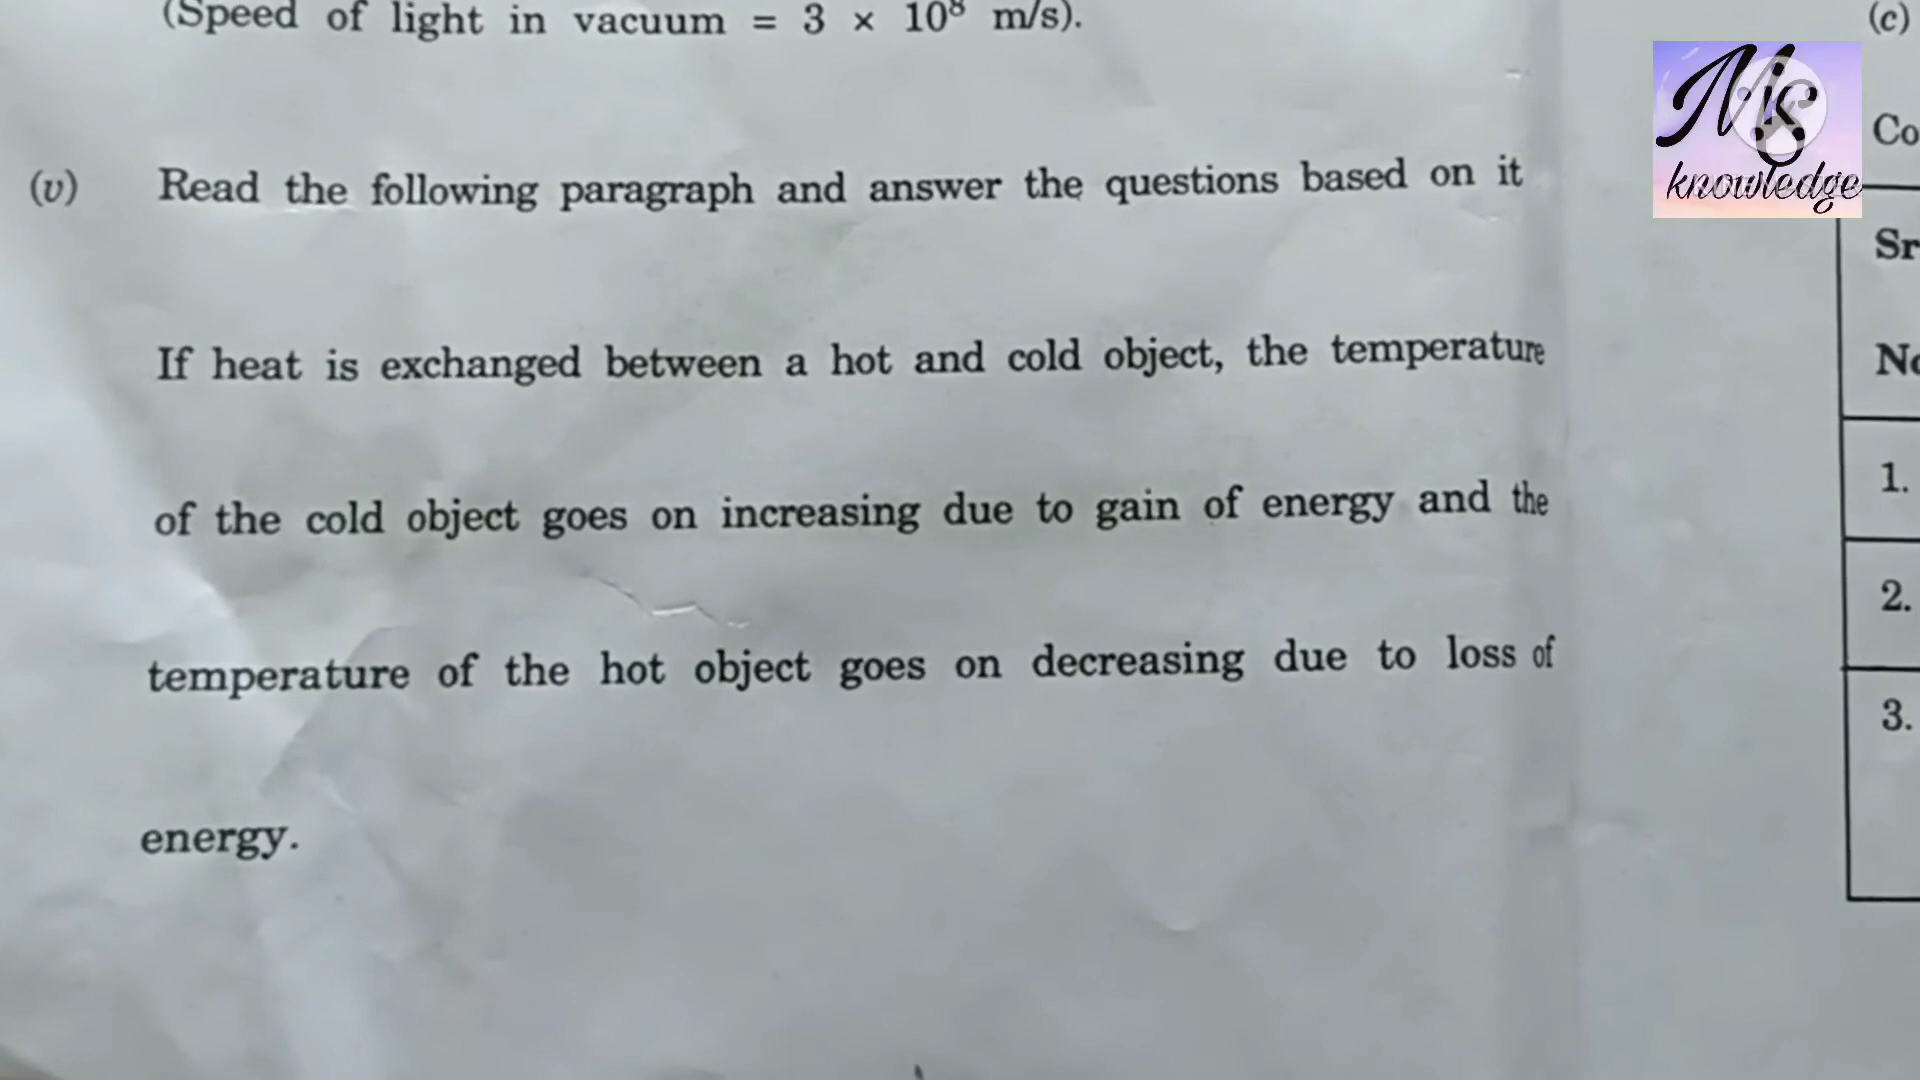 (Speed of light in vacuum = 3 × 10⁸ m/s).
(v) Read the following paragraph and answer the questions based on it
If heat is exchanged between a hot and cold object, the temperature
of the cold object goes on increasing due to gain of energy and the
temperature of the hot object goes on decreasing due to loss of
energy.
(c)
Co
Sr
No
1.
2.
3.
knowledge